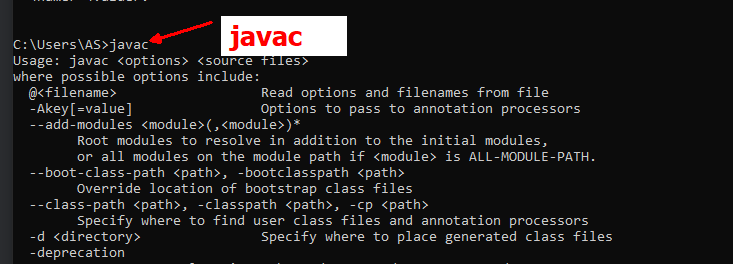 C:\Users\AS>javac
javac
Usage: javac <options> <source files>
where possible options include:
@<filename> Read options and filenames from file
-Akey[=value] Options to pass to annotation processors
--add-modules <module>(,<module>)*
Root modules to resolve in addition to the initial modules,
or all modules on the module path if <module> is ALL-MODULE-PATH.
--boot-class-path <path>, -bootclasspath <path>
Override location of bootstrap class files
--class-path <path>, -classpath <path>, -cp <path>
Specify where to find user class files and annotation processors
-d <directory> Specify where to place generated class files
-deprecation